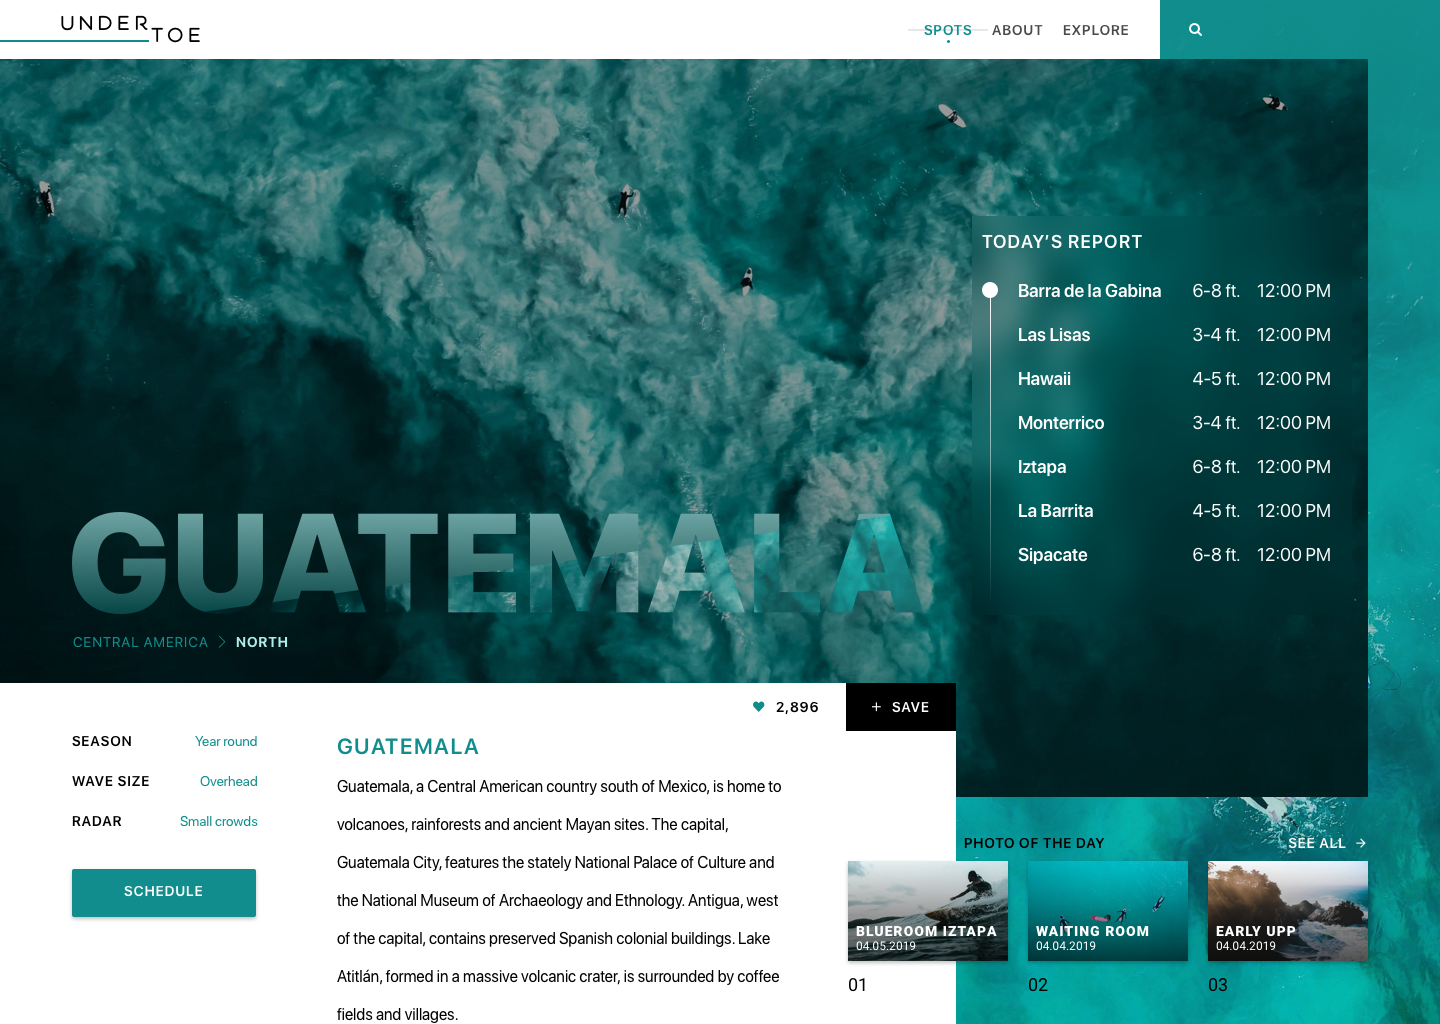 UNDERTOE
SPOTS ABOUT EXPLORE
TODAY’S REPORT
Barra de la Gabina 6-8 ft. 12:00 PM
Las Lisas 3-4 ft. 12:00 PM
Hawaii 4-5 ft. 12:00 PM
Monterrico 3-4 ft. 12:00 PM
Iztapa 6-8 ft. 12:00 PM
La Barrita 4-5 ft. 12:00 PM
Sipacate 6-8 ft. 12:00 PM
GUATEMALA
CENTRAL AMERICA > NORTH
2,896
+ SAVE
SEASON Year round
WAVE SIZE Overhead
RADAR Small crowds
SCHEDULE
GUATEMALA
Guatemala, a Central American country south of Mexico, is home to
volcanoes, rainforests and ancient Mayan sites. The capital,
Guatemala City, features the stately National Palace of Culture and
the National Museum of Archaeology and Ethnology. Antigua, west
of the capital, contains preserved Spanish colonial buildings. Lake
Atitlán, formed in a massive volcanic crater, is surrounded by coffee
fields and villages.
PHOTO OF THE DAY
SEE ALL →
BLUEROOM IZTAPA
04.05.2019
01
WAITING ROOM
04.04.2019
02
EARLY UPP
04.04.2019
03